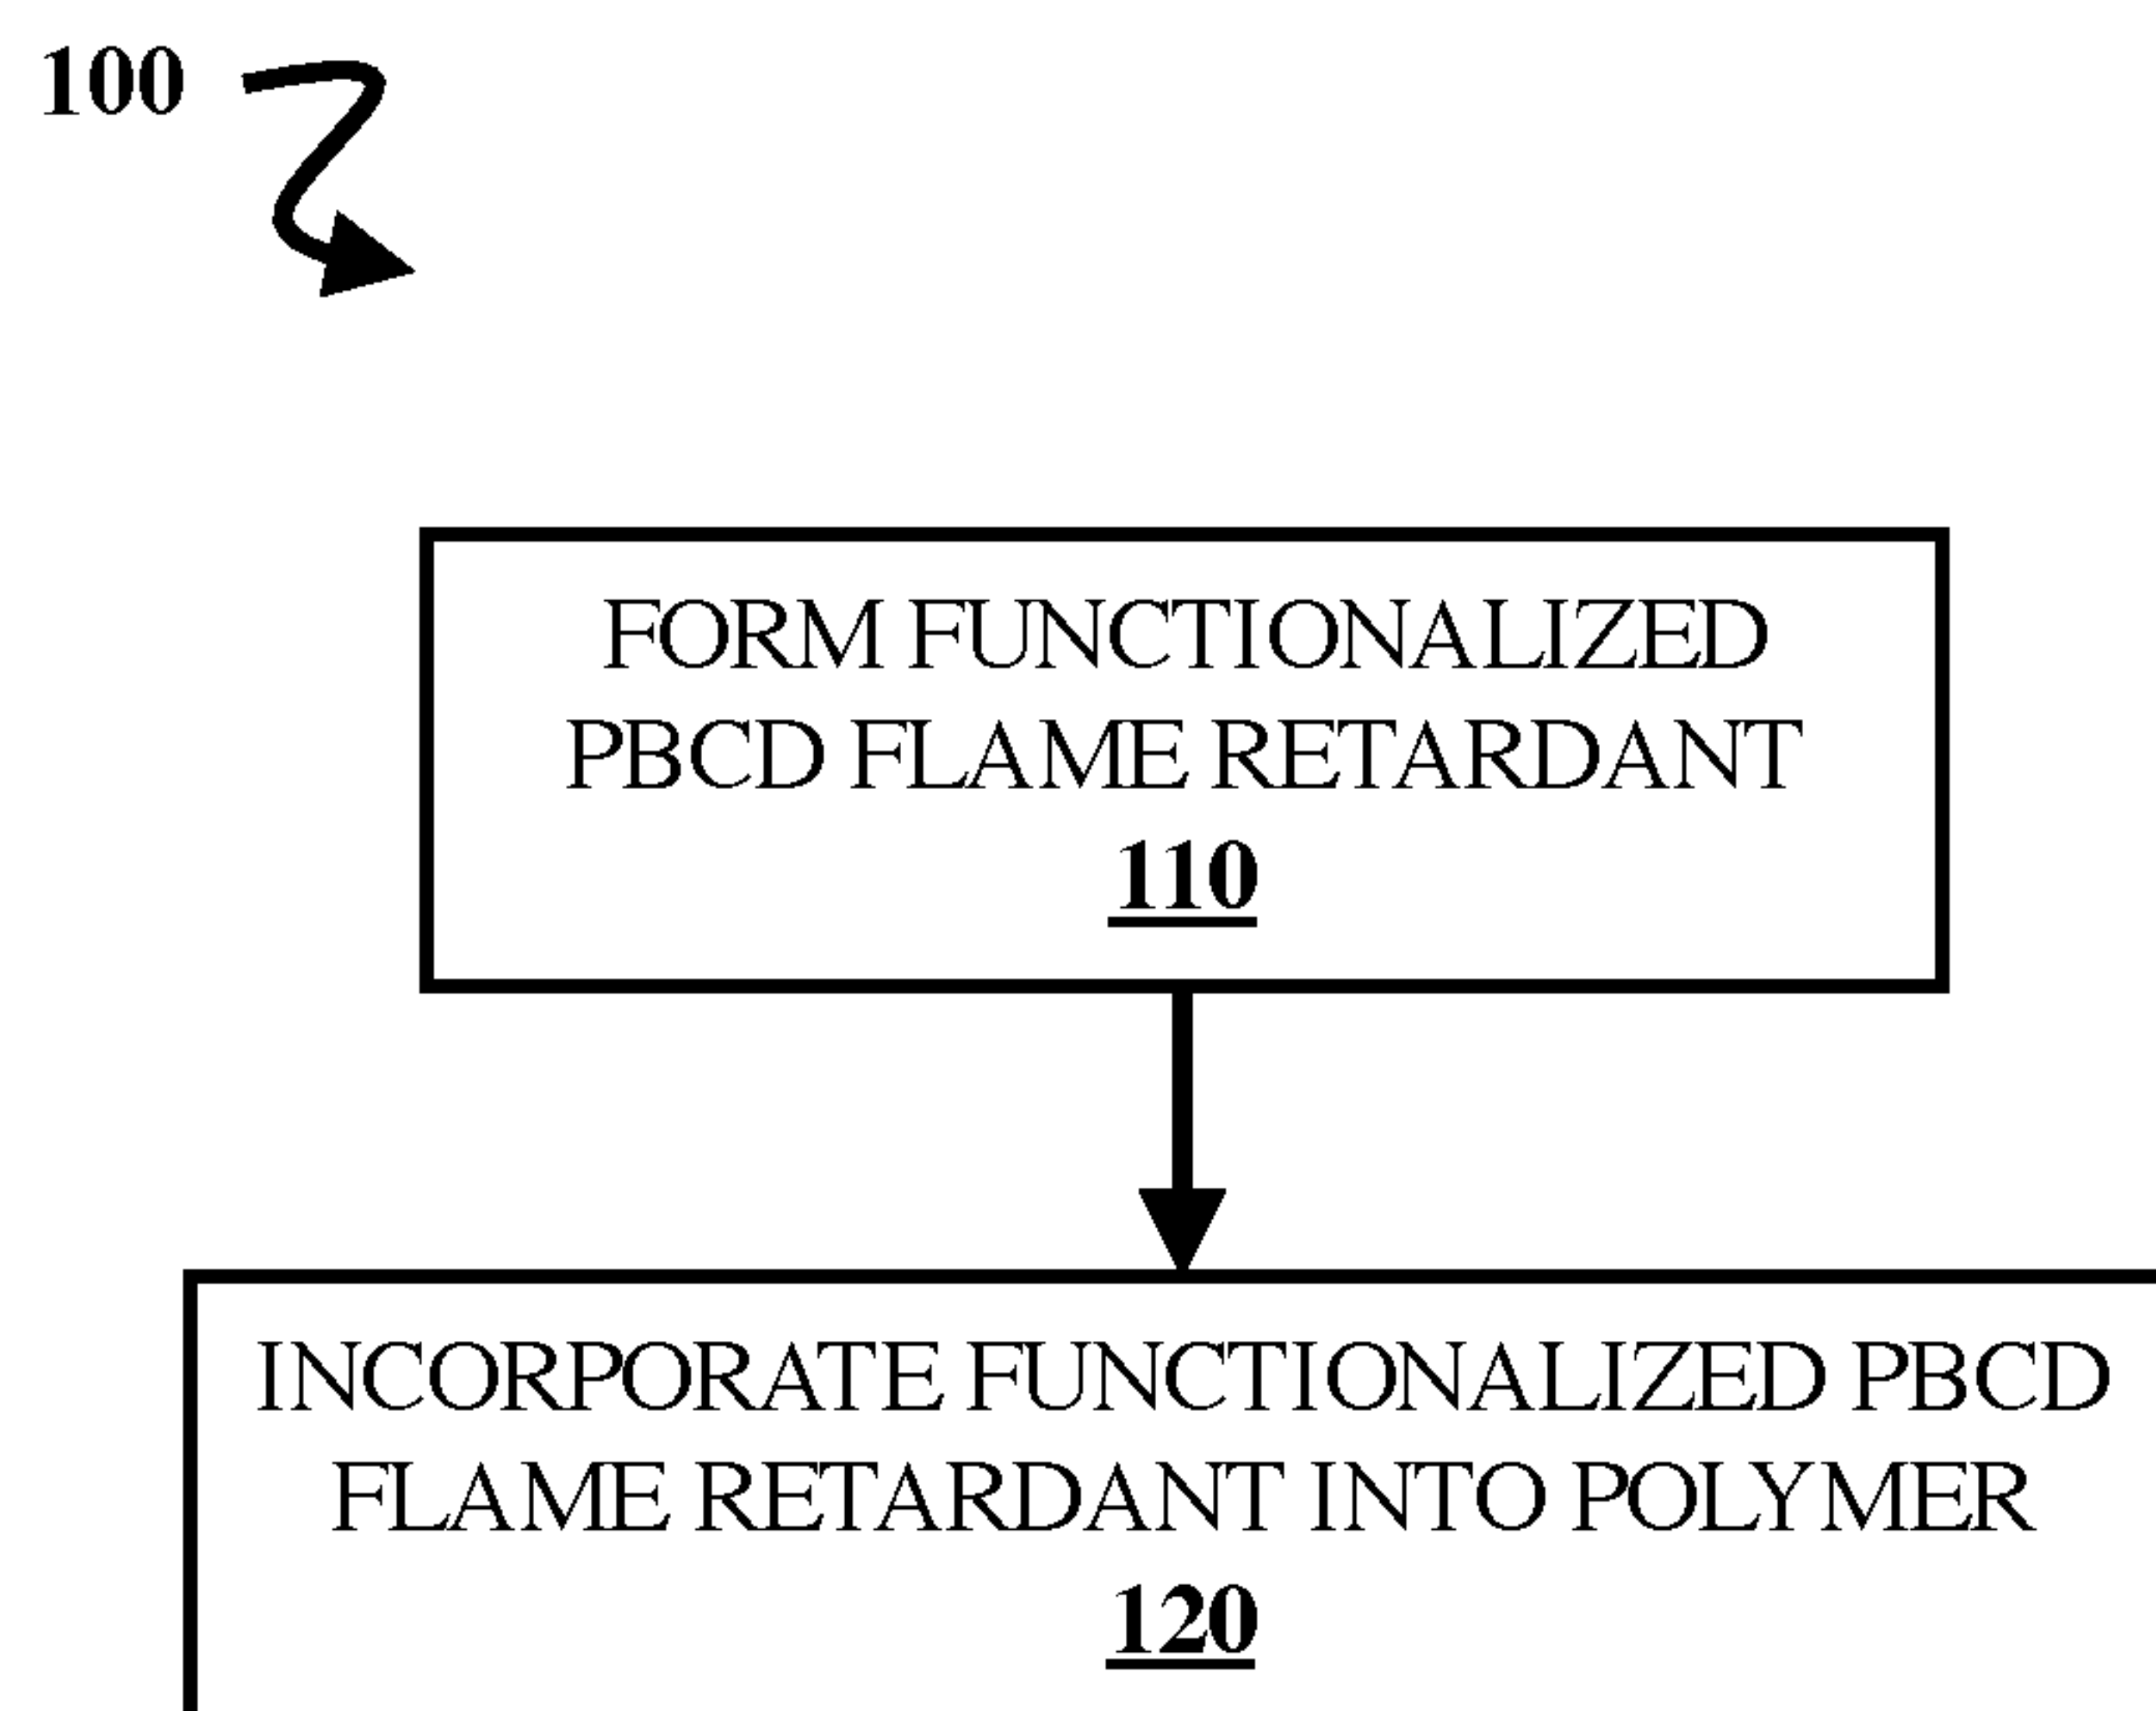 100
FORM FUNCTIONALIZED
PBCD FLAME RETARDANT
110
INCORPORATE FUNCTIONALIZED PBCD
FLAME RETARDANT INTO POLYMER
120